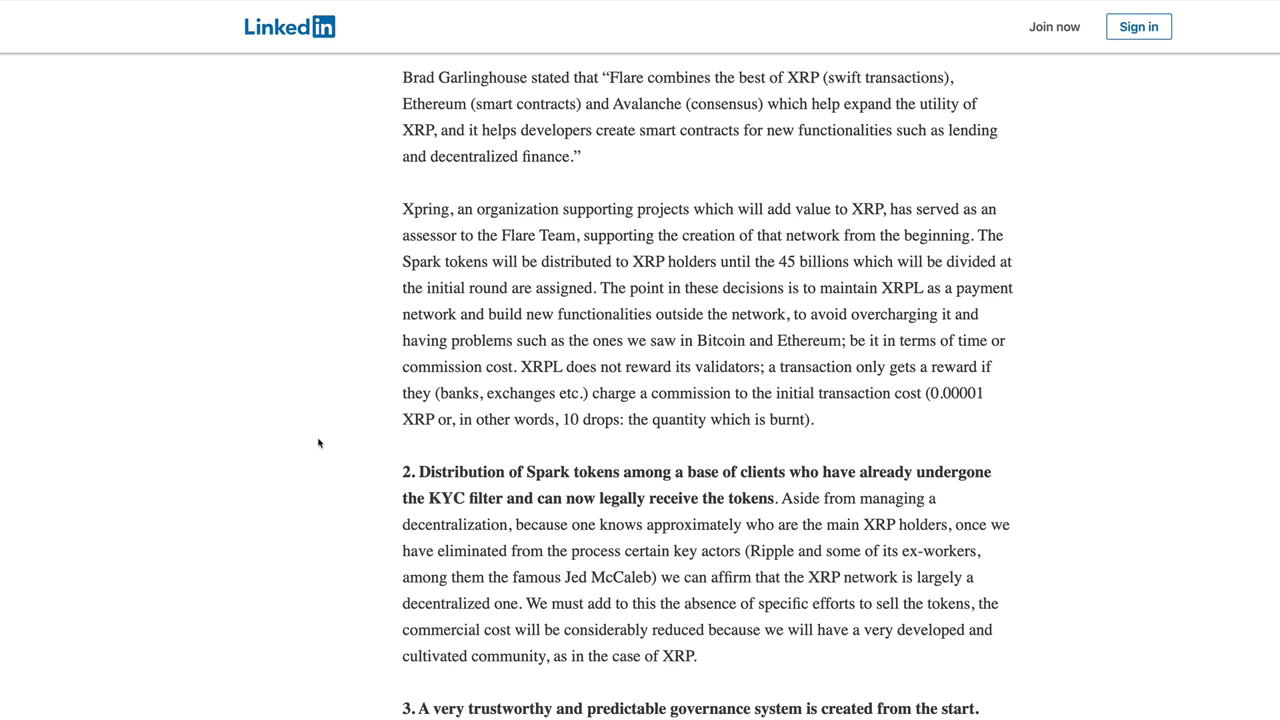 LinkedIn
Join now
Sign in
Brad Garlinghouse stated that “Flare combines the best of XRP (swift transactions),
Ethereum (smart contracts) and Avalanche (consensus) which help expand the utility of
XRP, and it helps developers create smart contracts for new functionalities such as lending
and decentralized finance.”
Xpring, an organization supporting projects which will add value to XRP, has served as an
assessor to the Flare Team, supporting the creation of that network from the beginning. The
Spark tokens will be distributed to XRP holders until the 45 billions which will be divided at
the initial round are assigned. The point in these decisions is to maintain XRPL as a payment
network and build new functionalities outside the network, to avoid overcharging it and
having problems such as the ones we saw in Bitcoin and Ethereum; be it in terms of time or
commission cost. XRPL does not reward its validators; a transaction only gets a reward if
they (banks, exchanges etc.) charge a commission to the initial transaction cost (0.00001
XRP or, in other words, 10 drops: the quantity which is burnt).
2. Distribution of Spark tokens among a base of clients who have already undergone
the KYC filter and can now legally receive the tokens. Aside from managing a
decentralization, because one knows approximately who are the main XRP holders, once we
have eliminated from the process certain key actors (Ripple and some of its ex-workers,
among them the famous Jed McCaleb) we can affirm that the XRP network is largely a
decentralized one. We must add to this the absence of specific efforts to sell the tokens, the
commercial cost will be considerably reduced because we will have a very developed and
cultivated community, as in the case of XRP.
3. A very trustworthy and predictable governance system is created from the start.